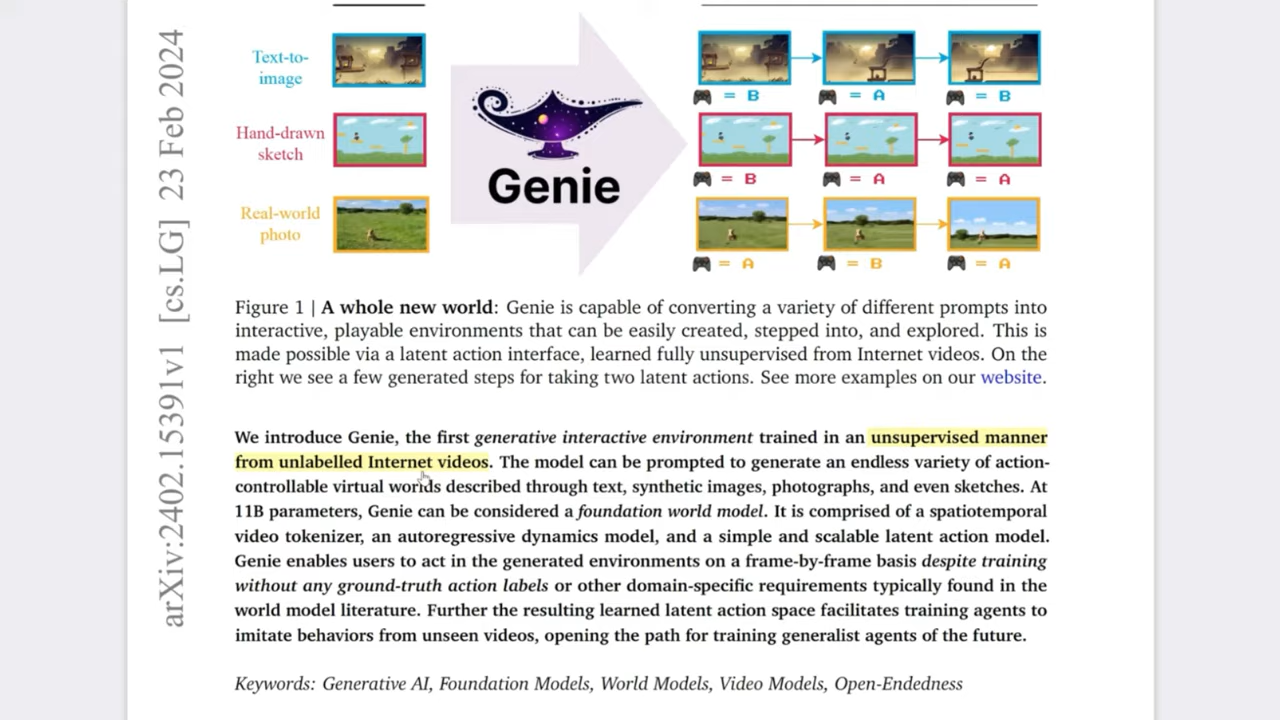 arXiv:2402.15391v1 [cs.LG] 23 Feb 2024
Text-to-
image
= B
= A
= B
Hand-drawn
sketch
= B
= A
= A
Real-world
photo
= A
= B
= A
Genie
Figure 1 | A whole new world: Genie is capable of converting a variety of different prompts into
interactive, playable environments that can be easily created, stepped into, and explored. This is
made possible via a latent action interface, learned fully unsupervised from Internet videos. On the
right we see a few generated steps for taking two latent actions. See more examples on our website.
We introduce Genie, the first generative interactive environment trained in an unsupervised manner
from unlabelled Internet videos. The model can be prompted to generate an endless variety of action-
controllable virtual worlds described through text, synthetic images, photographs, and even sketches. At
11B parameters, Genie can be considered a foundation world model. It is comprised of a spatiotemporal
video tokenizer, an autoregressive dynamics model, and a simple and scalable latent action model.
Genie enables users to act in the generated environments on a frame-by-frame basis despite training
without any ground-truth action labels or other domain-specific requirements typically found in the
world model literature. Further the resulting learned latent action space facilitates training agents to
imitate behaviors from unseen videos, opening the path for training generalist agents of the future.
Keywords: Generative AI, Foundation Models, World Models, Video Models, Open-Endedness